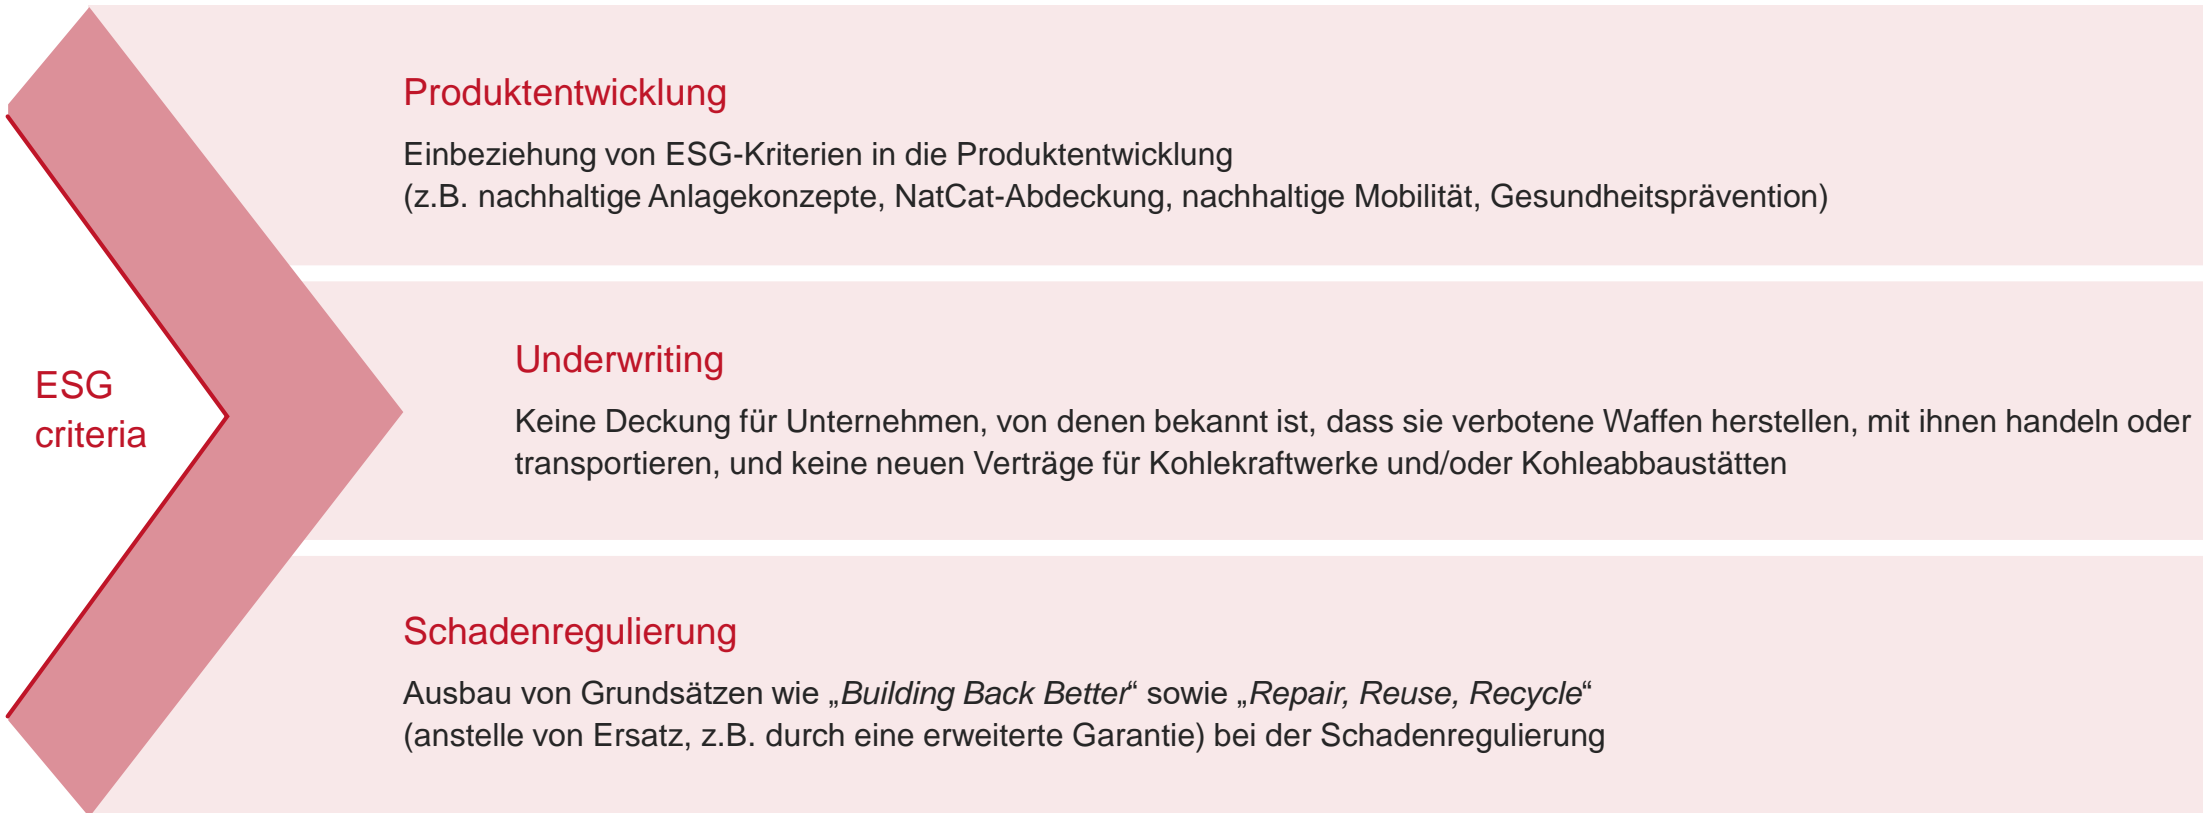 ESG
criteria
Produktentwicklung
Einbeziehung von ESG-Kriterien in die Produktentwicklung
(z.B. nachhaltige Anlagekonzepte, NatCat-Abdeckung, nachhaltige Mobilität, Gesundheitsprävention)
Underwriting
Keine Deckung für Unternehmen, von denen bekannt ist, dass sie verbotene Waffen herstellen, mit ihnen handeln oder
transportieren, und keine neuen Verträge für Kohlekraftwerke und/oder Kohleabbaustätten
Schadenregulierung
Ausbau von Grundsätzen wie „Building Back Better“ sowie „Repair, Reuse, Recycle“
(anstelle von Ersatz, z.B. durch eine erweiterte Garantie) bei der Schadenregulierung